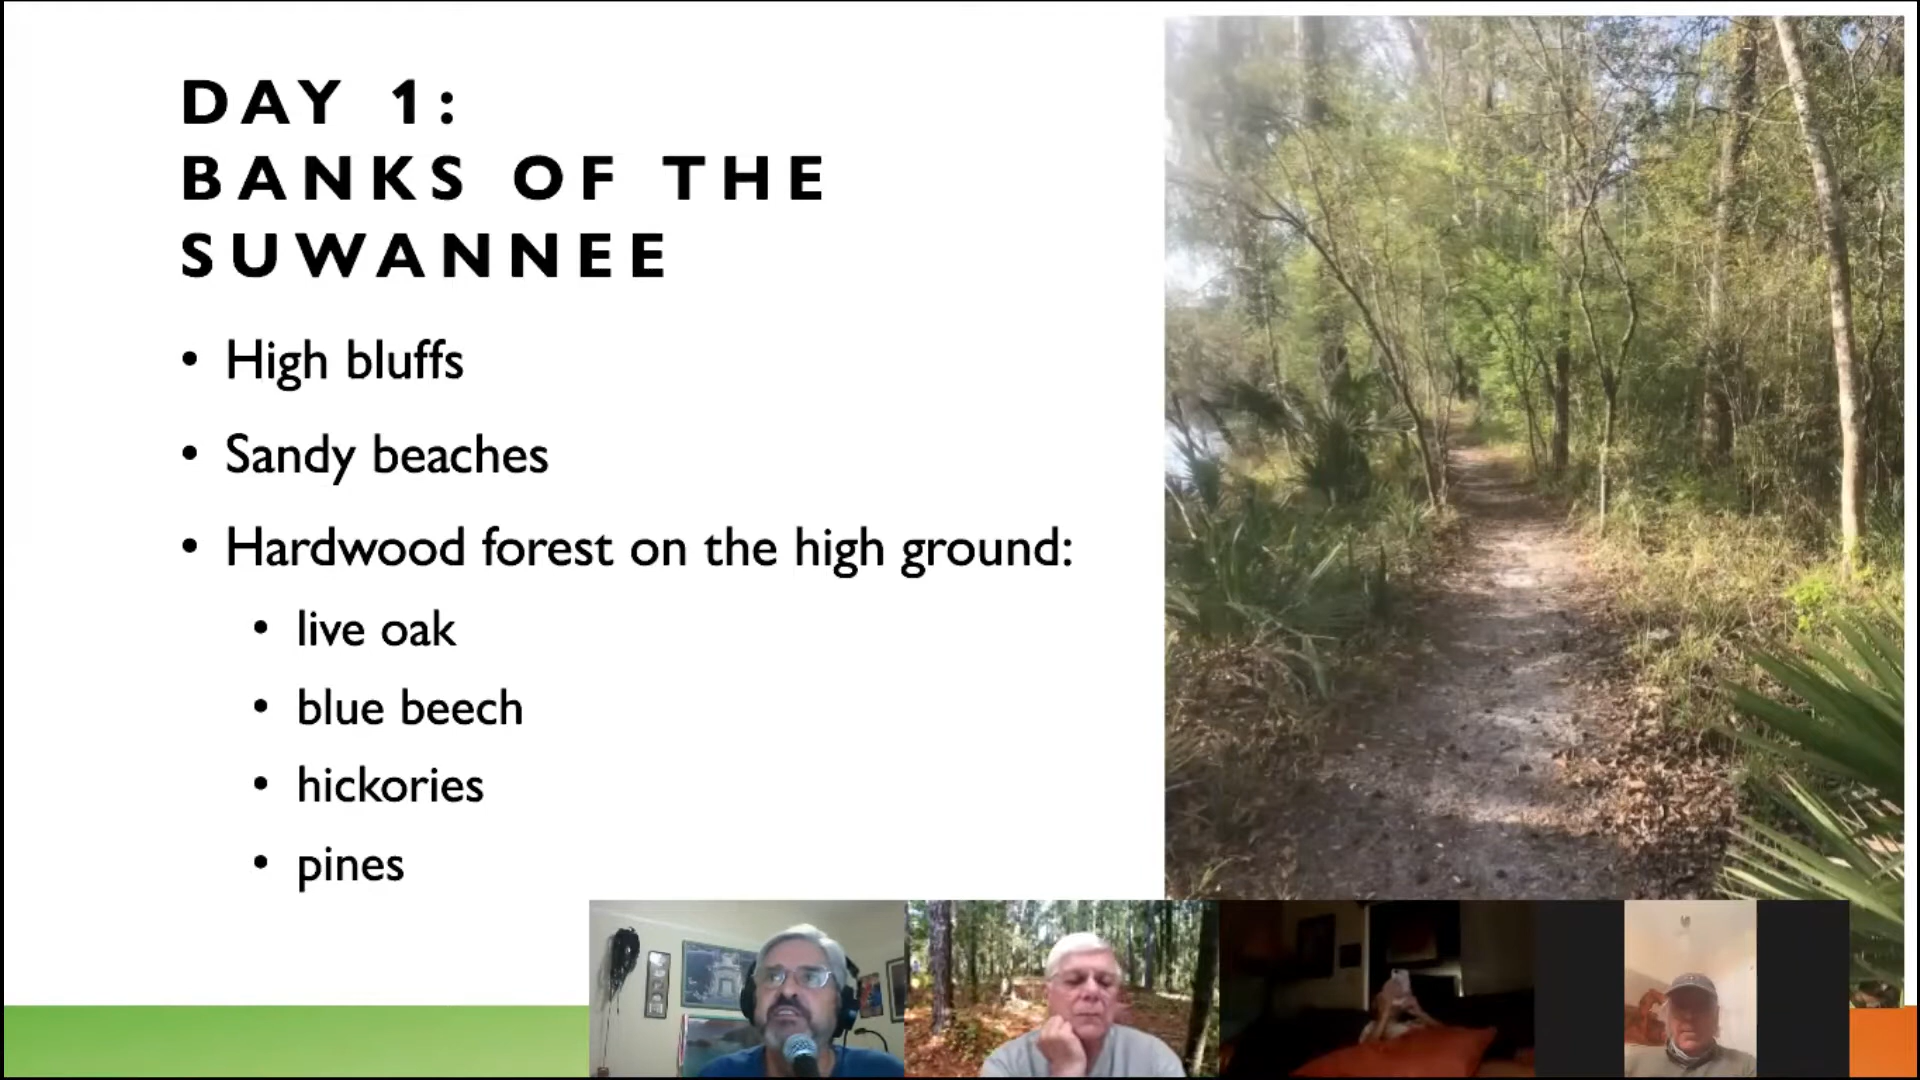 DAY 1:
BANKS OF THE
SUWANNEE
• High bluffs
• Sandy beaches
• Hardwood forest on the high ground:
• live oak
• blue beech
• hickories
• pines